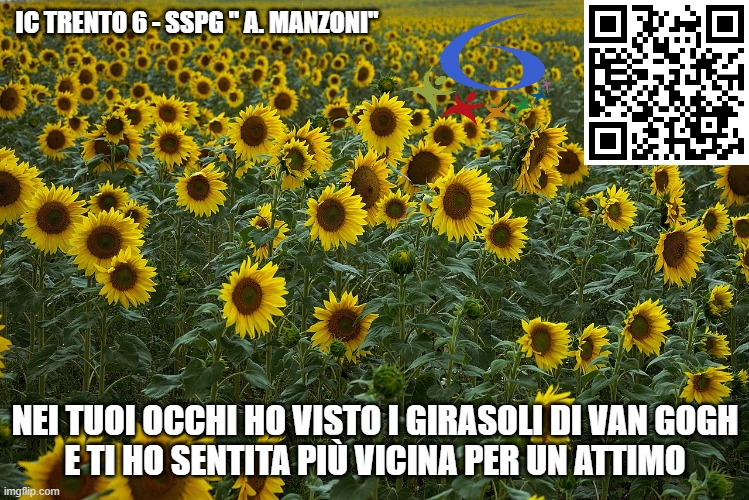 IC TRENTO 6 - SSPG " A. MANZONI"
NEI TUOI OCCHI HO VISTO I GIRASOLI DI VAN GOGH
E TI HO SENTITA PIÙ VICINA PER UN ATTIMO
imgflip.com